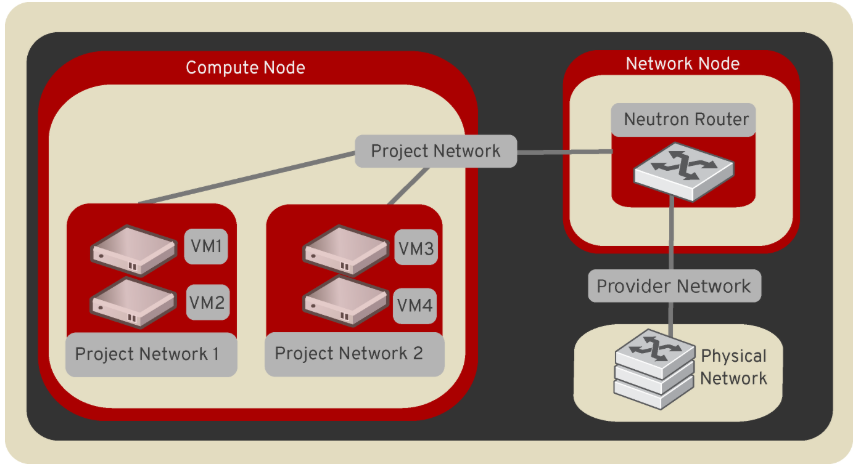 Compute Node
Network Node
Neutron Router
Project Network
VM1
VM3
VM2
VM4
Provider Network
Project Network 1
Project Network 2
Physical
Network